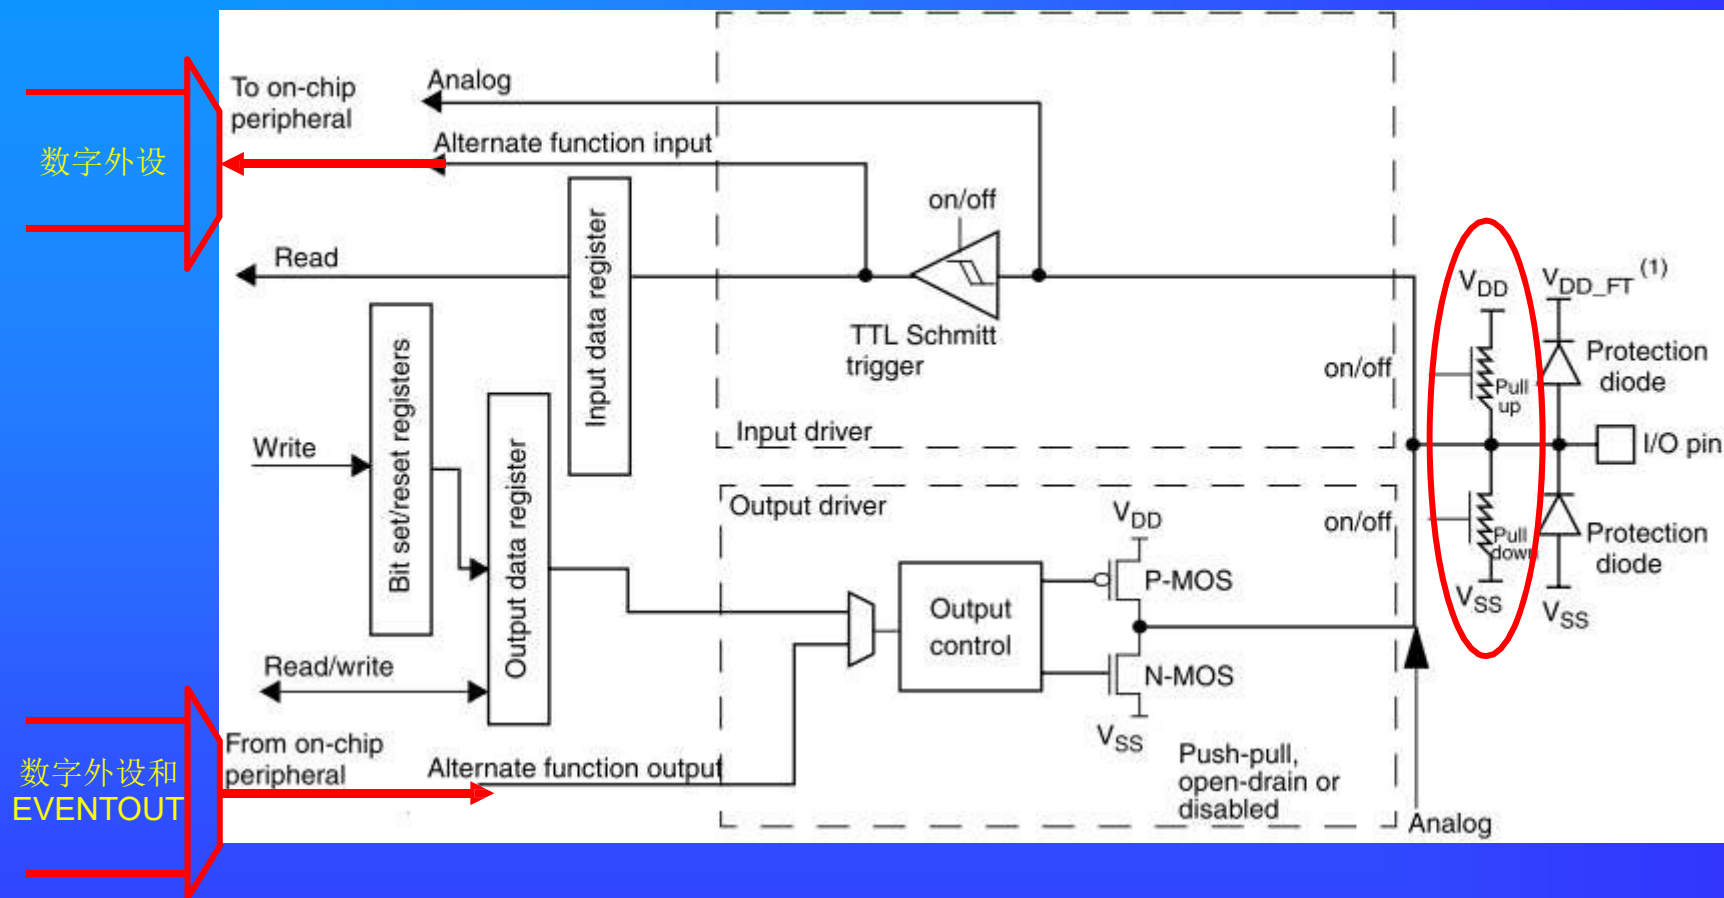 To on-chip
peripheral
Analog
Alternate function input
数字外设
on/off
Read
Input data register
TTL Schmitt
trigger
VDD
VDD_FT (1)
on/off
Pull
up
Protection
diode
Bit set/reset registers
Write
Output data register
Input driver
I/O pin
Output driver
VDD
on/off
Pull
down
Protection
diode
VSS
VSS
P-MOS
Output
control
N-MOS
VSS
Read/write
Push-pull,
open-drain or
disabled
From on-chip
peripheral
Alternate function output
数字外设和
EVENTOUT
Analog